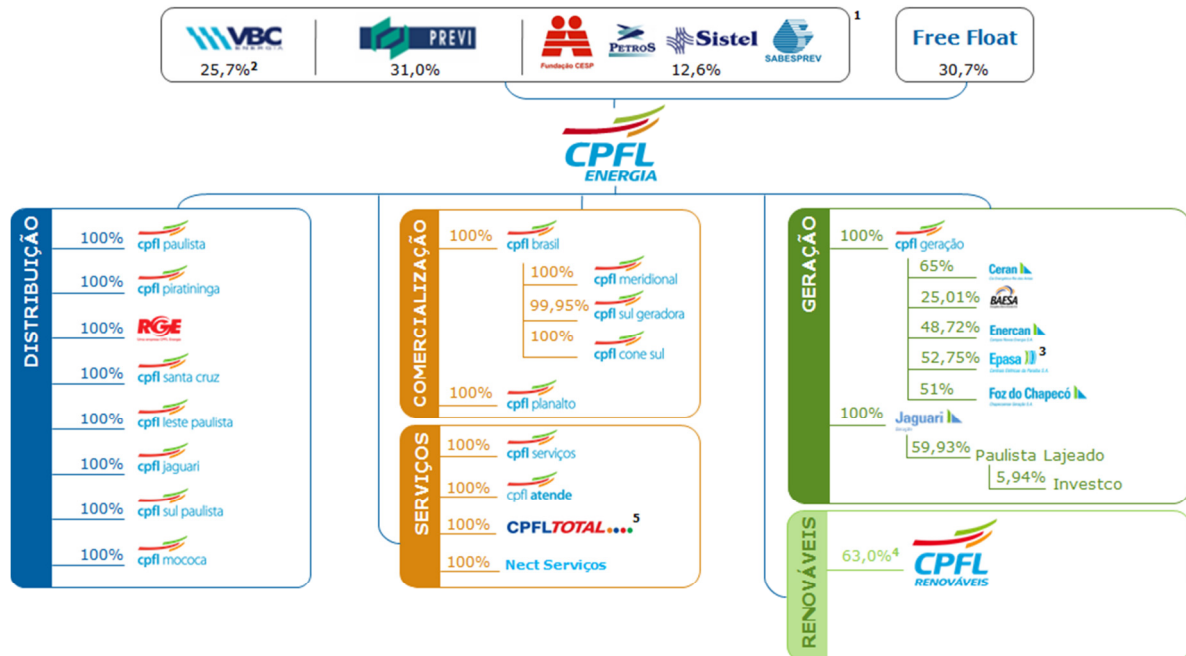 VBC
ENERGIA
25,7%²
PREVI
31,0%
Fundação CESP
PETROS
Sistel
SABESPREV
12,6%
1
Free Float
30,7%
CPFL
ENERGIA
DISTRIBUIÇÃO
100% cpfl paulista
100% cpfl piratininga
100% RGE
100% cpfl santa cruz
100% cpfl leste paulista
100% cpfl jaguari
100% cpfl sul paulista
100% cpfl mococa
COMERCIALIZAÇÃO
100% cpfl brasil
100% cpfl meridional
99,95% cpfl sul geradora
100% cpfl cone sul
100% cpfl planalto
SERVIÇOS
100% cpfl serviços
100% cpfl atende
100% CPFLTOTAL 5
100% Nect Serviços
GERAÇÃO
100% cpfl geração
65% Ceran
25,01% BAESA
48,72% Enercan
52,75% Epasa 3
51% Foz do Chapecó
100% Jaguari
Geração
59,93% Paulista Lajeado
5,94% Investco
RENOVÁVEIS
63,0%⁴ CPFL
RENOVÁVEIS